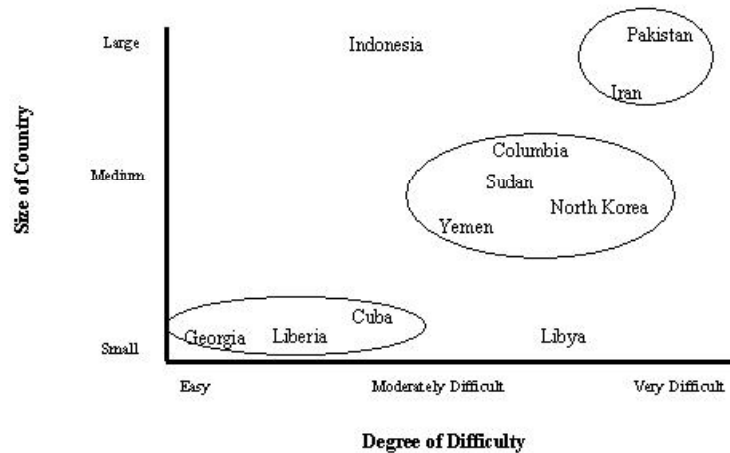 Large
Indonesia
Pakistan
Iran
Size of Country
Medium
Columbia
Sudan
North Korea
Yemen
Cuba
Georgia
Liberia
Libya
Small
Easy
Moderately Difficult
Very Difficult
Degree of Difficulty